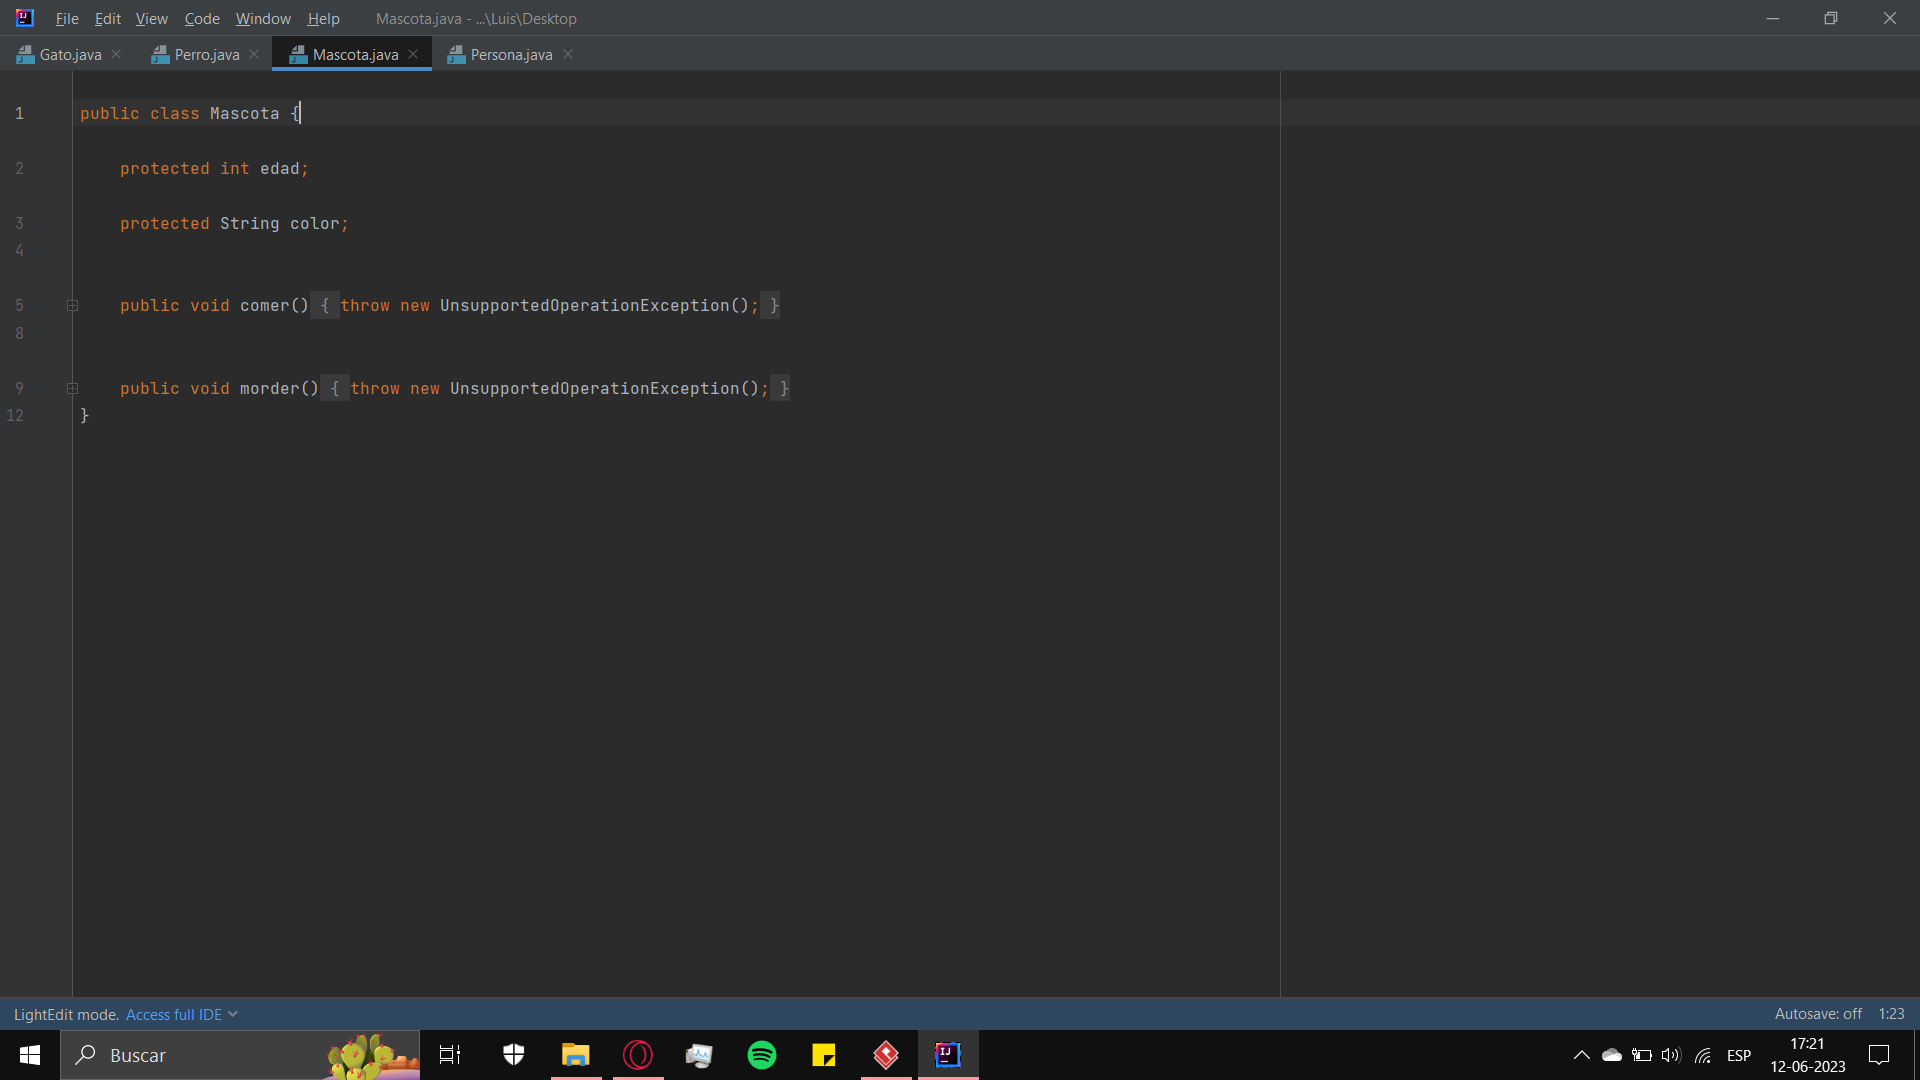 File Edit View Code Window Help Mascota.java - ...\Luis\Desktop
Gato.java Perro.java Mascota.java Persona.java
1 public class Mascota {
2 protected int edad;
3 protected String color;
4
5 public void comer() { throw new UnsupportedOperationException(); }
8
9 public void morder() { throw new UnsupportedOperationException(); }
12 }
LightEdit mode. Access full IDE Autosave: off 1:23
Buscar ESP 17:21
12-06-2023